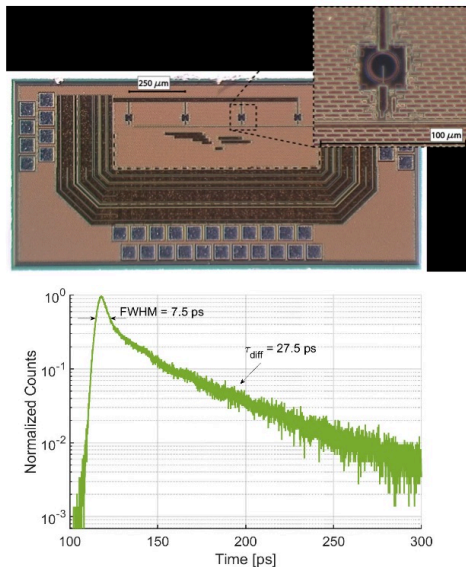 250 μm
100 μm
FWHM = 7.5 ps
τdiff = 27.5 ps
Normalized Counts
10⁰
10⁻¹
10⁻²
10⁻³
100
150
200
250
300
Time [ps]